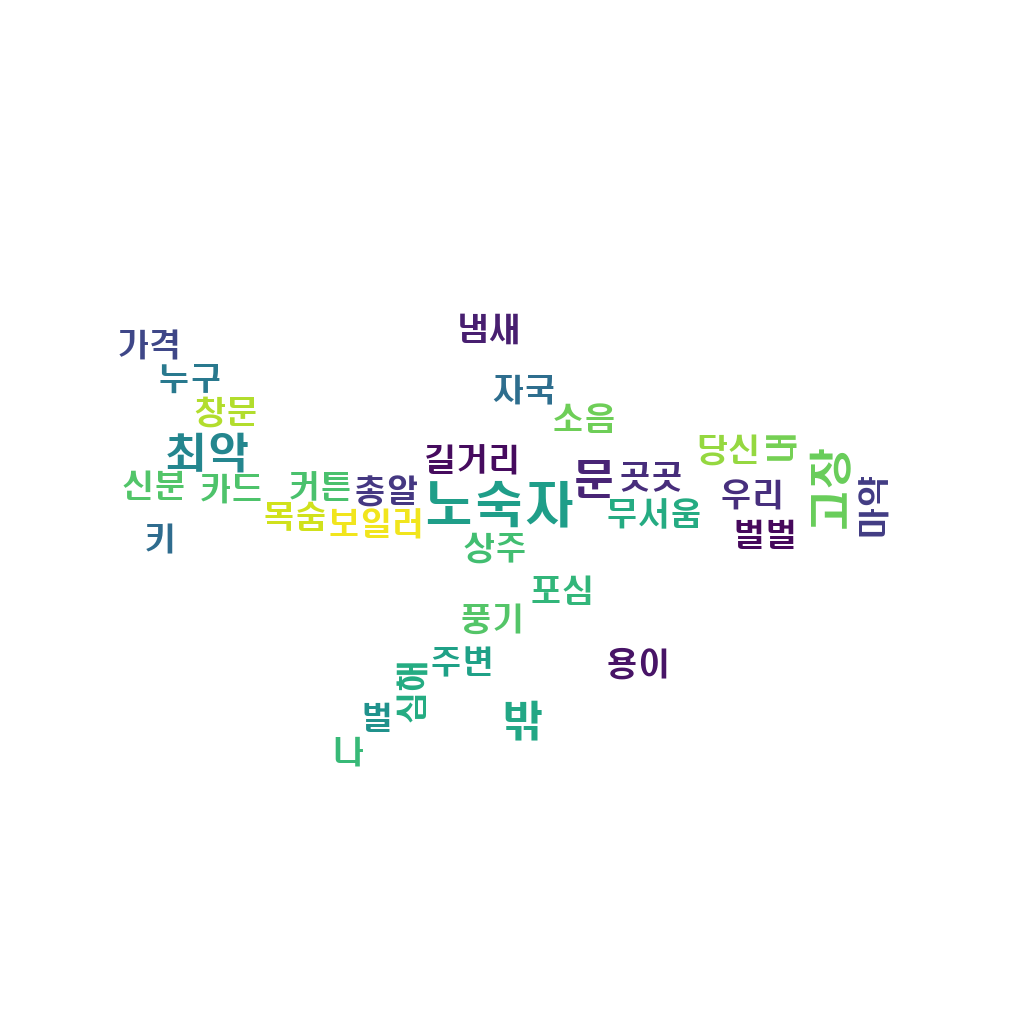 냄새
가격
누구
자국
창문
소음
최악
길거리
당신
버
고장
신분
카드
커튼
총알
노숙자
문
곳곳
우리
마약
목숨
보일러
무서움
키
벌벌
상주
포심
풍기
주변
용이
심해
벌
밖
나